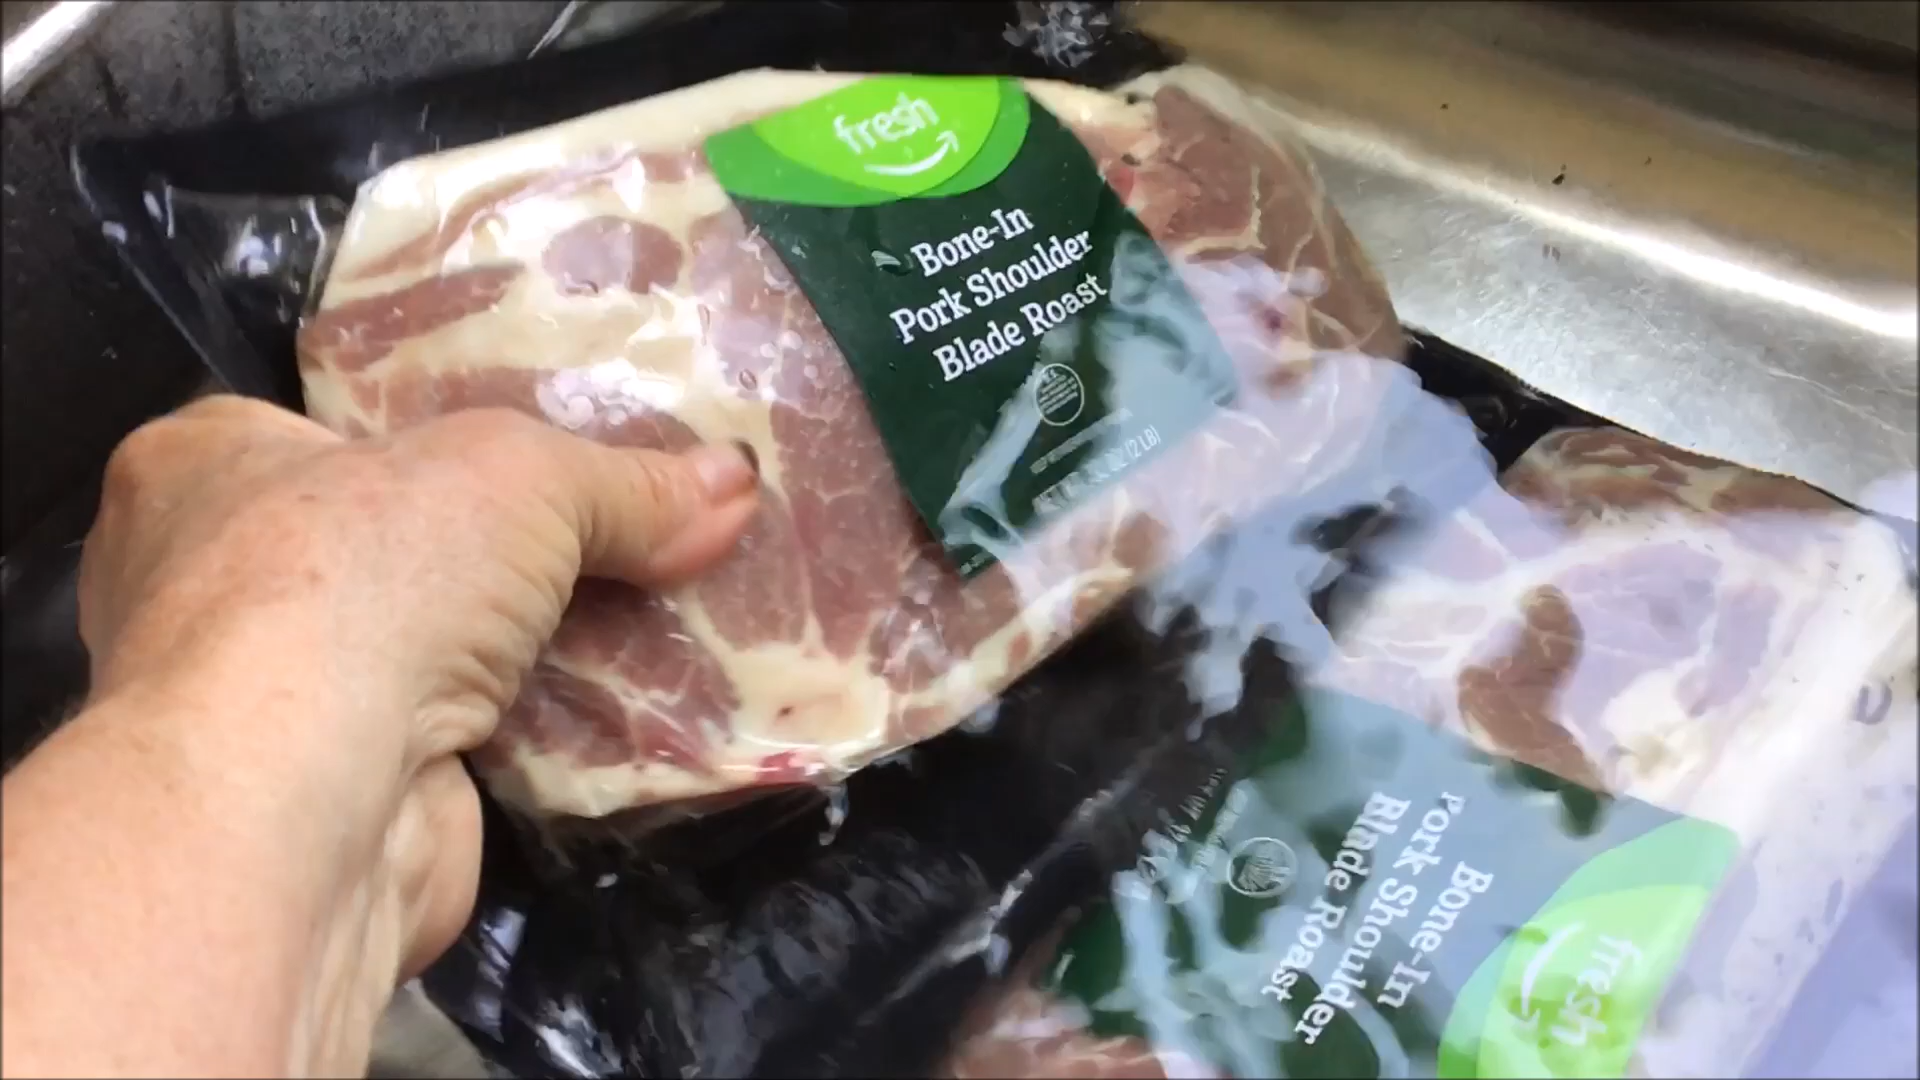 fresh
Bone-In
Pork Shoulder
Blade Roast
(2 LB)
fresh
Bone-In
Pork Shoulder
Blade Roast